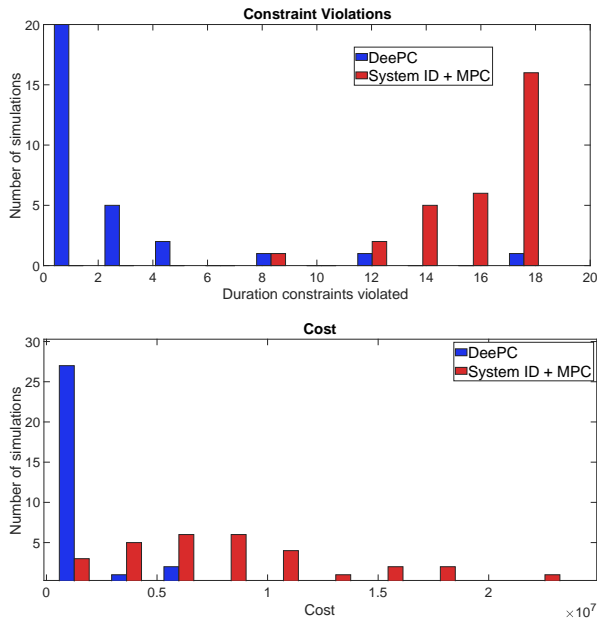 Constraint Violations
20
15
10
5
0
Number of simulations
DeePC
System ID + MPC
0 2 4 6 8 10 12 14 16 18 20
Duration constraints violated
Cost
30
25
20
15
10
5
Number of simulations
DeePC
System ID + MPC
0 0.5 1 1.5 2
×10⁷
Cost